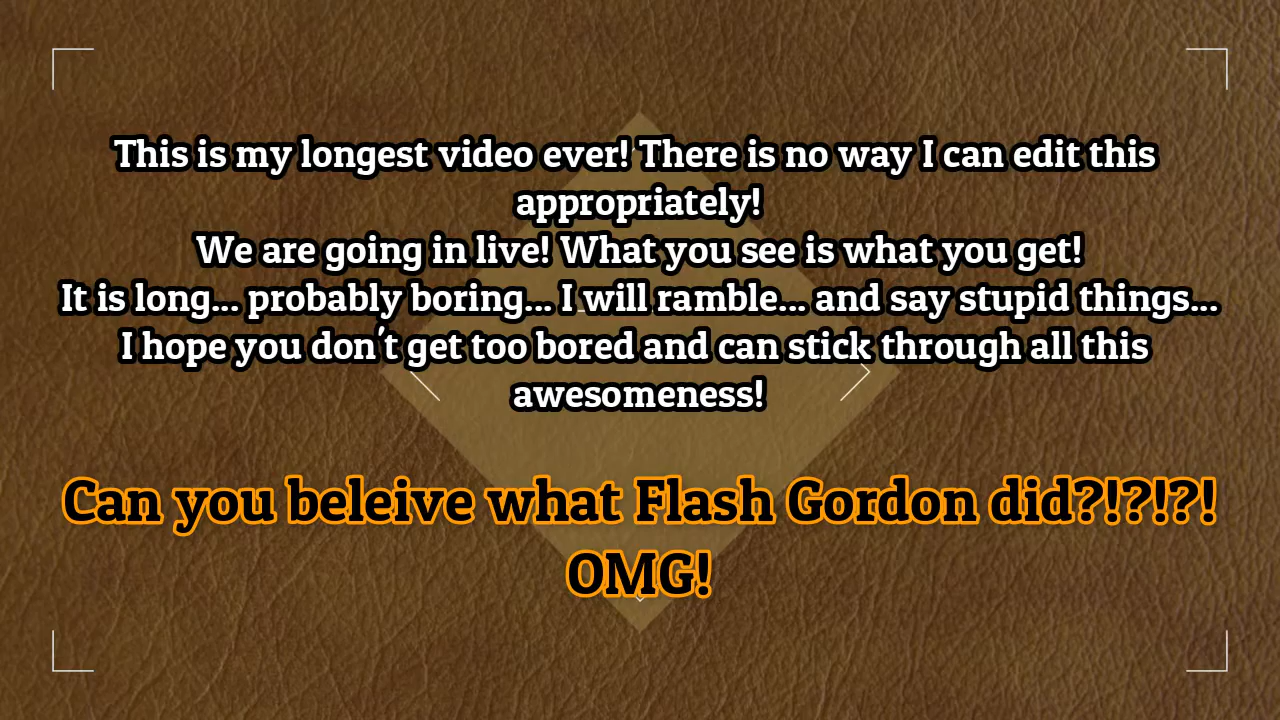 This is my longest video ever! There is no way I can edit this
appropriately!
We are going in live! What you see is what you get!
It is long... probably boring... I will ramble... and say stupid things...
I hope you don't get too bored and can stick through all this
awesomeness!
Can you beleive what Flash Gordon did?!?!?!
OMG!